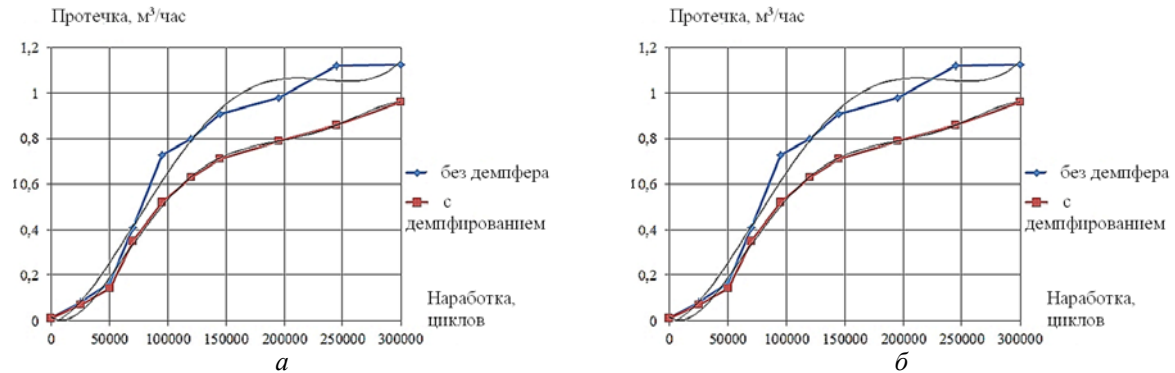 Протечка, м³/час
1,2
1
0,8
10,6
0,4
0,2
0
0 50000 100000 150000 200000 250000 300000
без демпфера
с
демпфированием
Наработка,
циклов
а
Протечка, м³/час
1,2
1
0,8
10,6
0,4
0,2
0
0 50000 100000 150000 200000 250000 300000
без демпфера
с
демпфированием
Наработка,
циклов
б